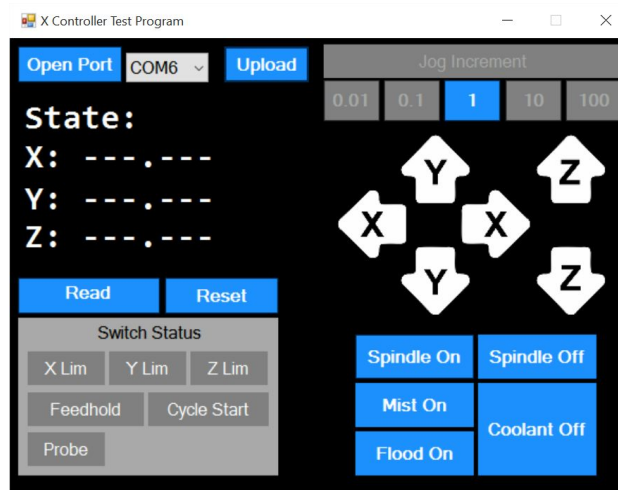 X Controller Test Program
Open Port COM6 Upload
Jog Increment
0.01 0.1 1 10 100
State:
X: ---.---
Y: ---.---
Z: ---.---
Y Z
X X
Y Z
Read Reset
Switch Status
X Lim Y Lim Z Lim
Feedhold Cycle Start
Probe
Spindle On Spindle Off
Mist On
Coolant Off
Flood On